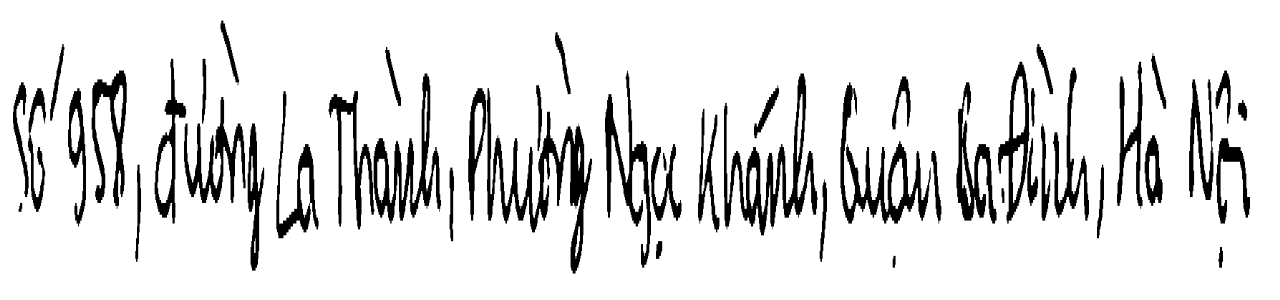 Số 958, đường La Thành, Phường Ngọc Khánh, Quận Ba Đình, Hà Nội